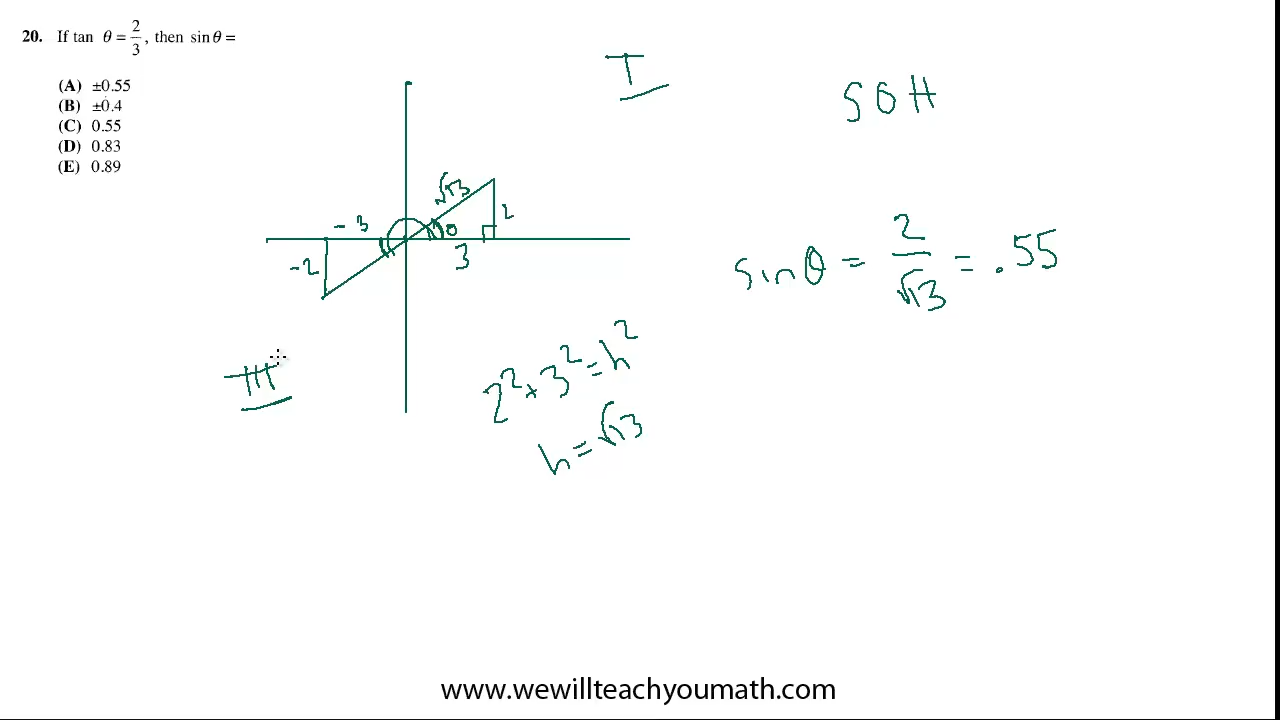 20. If tan θ = 2/3, then sin θ =
(A) ±0.55
(B) ±0.4
(C) 0.55
(D) 0.83
(E) 0.89
I
SOH
√13
2
θ
3
-3
-2
sinθ = 2/√13 = .55
III
2² + 3² = h²
h = √13
www.wewillteachyoumath.com